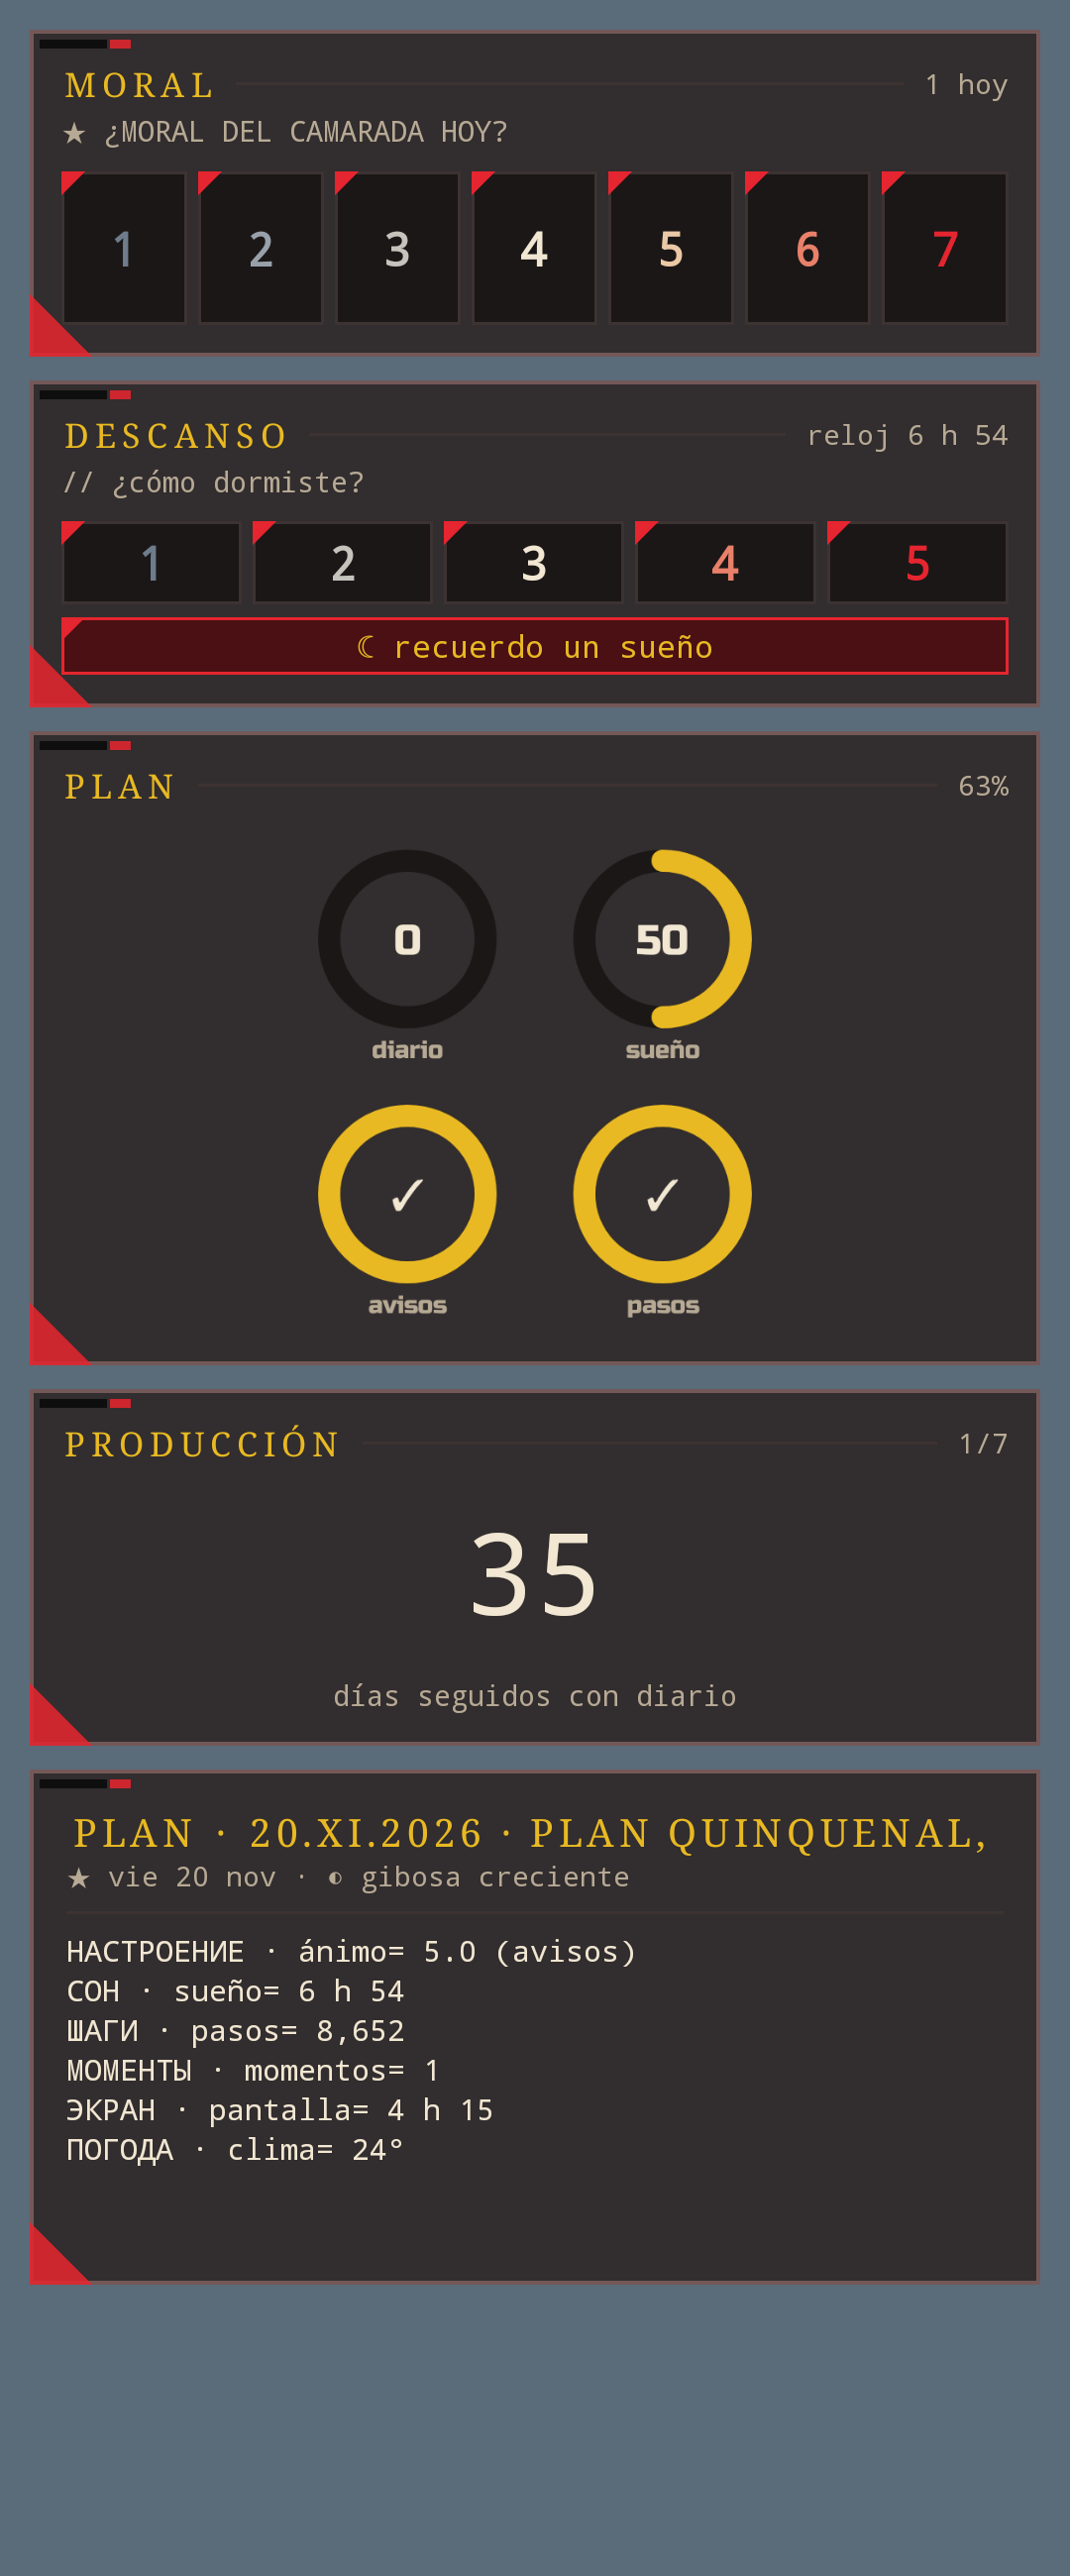 MORAL 1 hoy
★ ¿MORAL DEL CAMARADA HOY?
1 2 3 4 5 6 7
DESCANSO reloj 6 h 54
// ¿cómo dormiste?
1 2 3 4 5
☾ recuerdo un sueño
PLAN 63%
0 50
diario sueño
✓ ✓
avisos pasos
PRODUCCIÓN 1/7
35
días seguidos con diario
PLAN · 20.XI.2026 · PLAN QUINQUENAL,
★ vie 20 nov · ◐ gibosa creciente
НАСТРОЕНИЕ · ánimo= 5.0 (avisos)
СОН · sueño= 6 h 54
ШАГИ · pasos= 8,652
МОМЕНТЫ · momentos= 1
ЭКРАН · pantalla= 4 h 15
ПОГОДА · clima= 24°